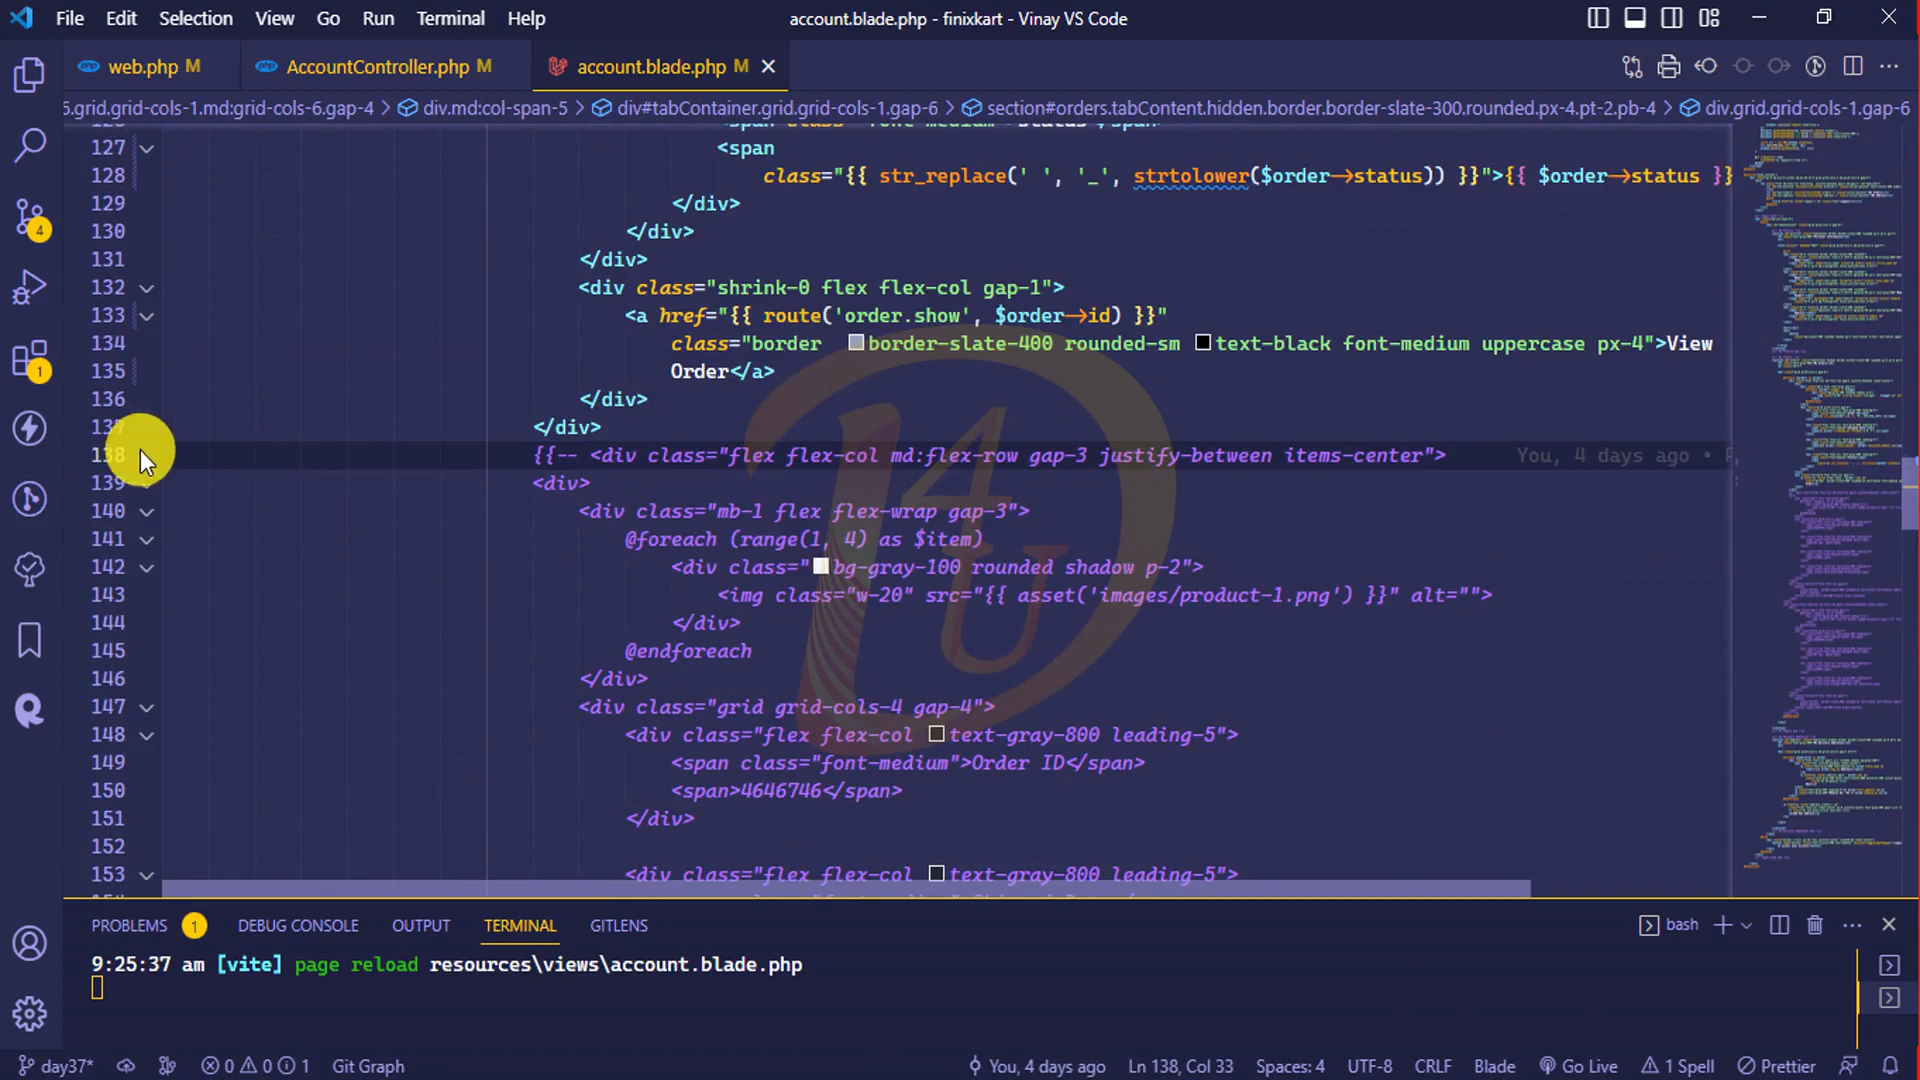 File Edit Selection View Go Run Terminal Help account.blade.php - finixkart - Vinay VS Code
web.php M AccountController.php M account.blade.php M
6.grid.grid-cols-1.md:grid-cols-6.gap-4 > div.md:col-span-5 > div#tabContainer.grid.grid-cols-1.gap-6 > section#orders.tabContent.hidden.border.border-slate-300.rounded.px-4.pt-2.pb-4 > div.grid.grid-cols-1.gap-6
127 <span
128 class="{{ str_replace(' ', '_', strtolower($order->status)) }}">{{ $order->status }}
129 </div>
130 </div>
131 </div>
132 <div class="shrink-0 flex flex-col gap-1">
133 <a href="{{ route('order.show', $order->id) }}"
134 class="border border-slate-400 rounded-sm text-black font-medium uppercase px-4">View
135 Order</a>
136 </div>
137 </div>
138 {{-- <div class="flex flex-col md:flex-row gap-3 justify-between items-center"> You, 4 days ago •
139 <div>
140 <div class="mb-1 flex flex-wrap gap-3">
141 @foreach (range(1, 4) as $item)
142 <div class="bg-gray-100 rounded shadow p-2">
143 <img class="w-20" src="{{ asset('images/product-1.png') }}" alt="">
144 </div>
145 @endforeach
146 </div>
147 <div class="grid grid-cols-4 gap-4">
148 <div class="flex flex-col text-gray-800 leading-5">
149 <span class="font-medium">Order ID</span>
150 <span>4646746</span>
151 </div>
152
153 <div class="flex flex-col text-gray-800 leading-5">
PROBLEMS 1 DEBUG CONSOLE OUTPUT TERMINAL GITLENS bash
9:25:37 am [vite] page reload resources\views\account.blade.php
day37* 0 0 1 Git Graph You, 4 days ago Ln 138, Col 33 Spaces: 4 UTF-8 CRLF Blade Go Live 1 Spell Prettier